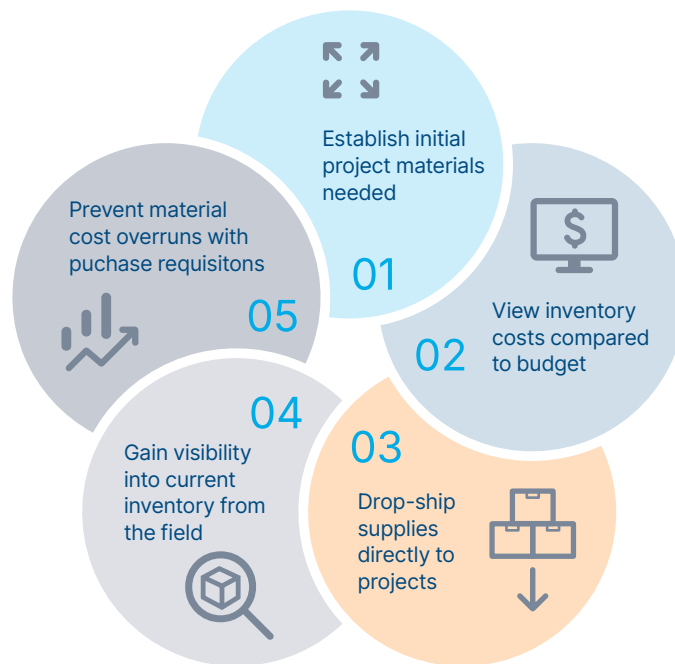 Establish initial
project materials
needed
01
$
View inventory
costs compared
to budget
02
03
Drop-ship
supplies
directly to
projects
04
Gain visibility
into current
inventory from
the field
Prevent material
cost overruns with
puchase requisitons
05